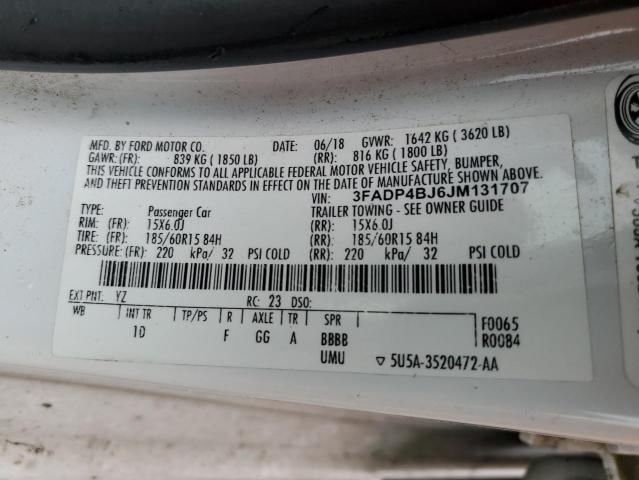 MFD. BY FORD MOTOR CO. DATE: 06/18 GVWR: 1642 KG ( 3620 LB)
GAWR: (FR): 839 KG ( 1850 LB) (RR): 816 KG ( 1800 LB)
THIS VEHICLE CONFORMS TO ALL APPLICABLE FEDERAL MOTOR VEHICLE SAFETY, BUMPER,
AND THEFT PREVENTION STANDARDS IN EFFECT ON THE DATE OF MANUFACTURE SHOWN ABOVE.
VIN: 3FADP4BJ6JM131707
TYPE: Passenger Car TRAILER TOWING - SEE OWNER GUIDE
RIM: (FR) 15X6.0J (RR): 15X6.0J
TIRE: (FR) 185/60R15 84H (RR): 185/60R15 84H
PRESSURE: (FR) 220 kPa/ 32 PSI COLD (RR): 220 kPa/ 32 PSI COLD
EXT PNT: YZ RC: 23 DSO:
WB INT TR TP/PS R AXLE TR SPR F0065
1D F GG A BBBB R0084
UMU ▽ 5U5A-3520472-AA